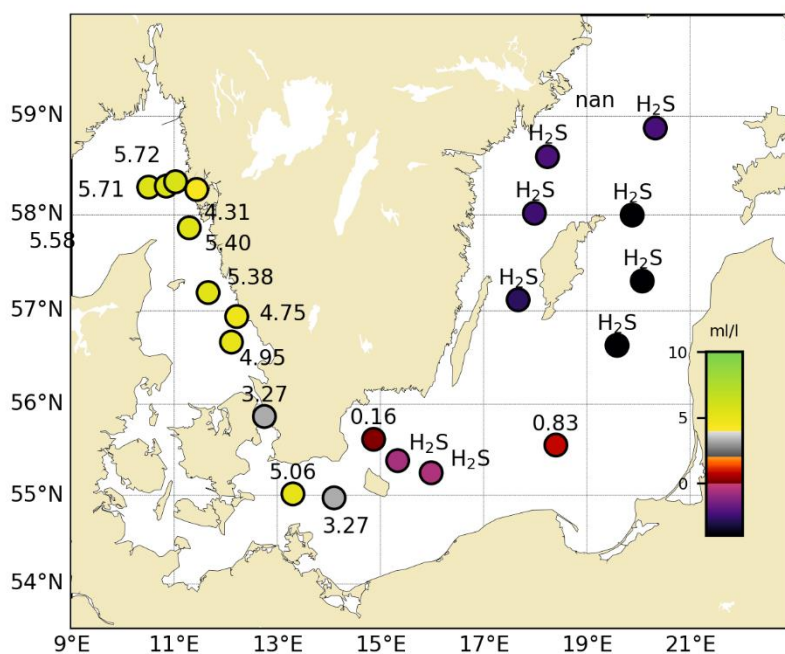 59°N
58°N
57°N
56°N
55°N
54°N
9°E
11°E
13°E
15°E
17°E
19°E
21°E
nan
H₂S
H₂S
5.72
5.71
4.31
H₂S
H₂S
5.58
5.40
5.38
H₂S
H₂S
4.75
H₂S
4.95
3.27
0.16
H₂S
H₂S
0.83
5.06
3.27
ml/l
10
5
0